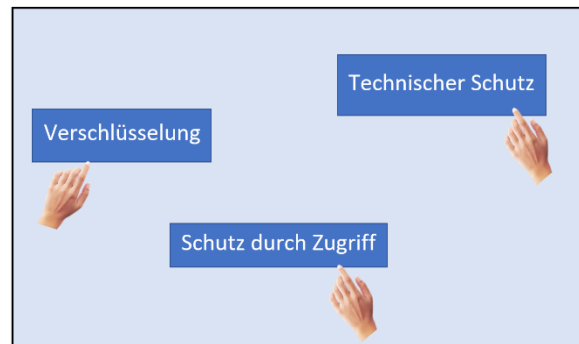 Technischer Schutz
Verschlüsselung
Schutz durch Zugriff